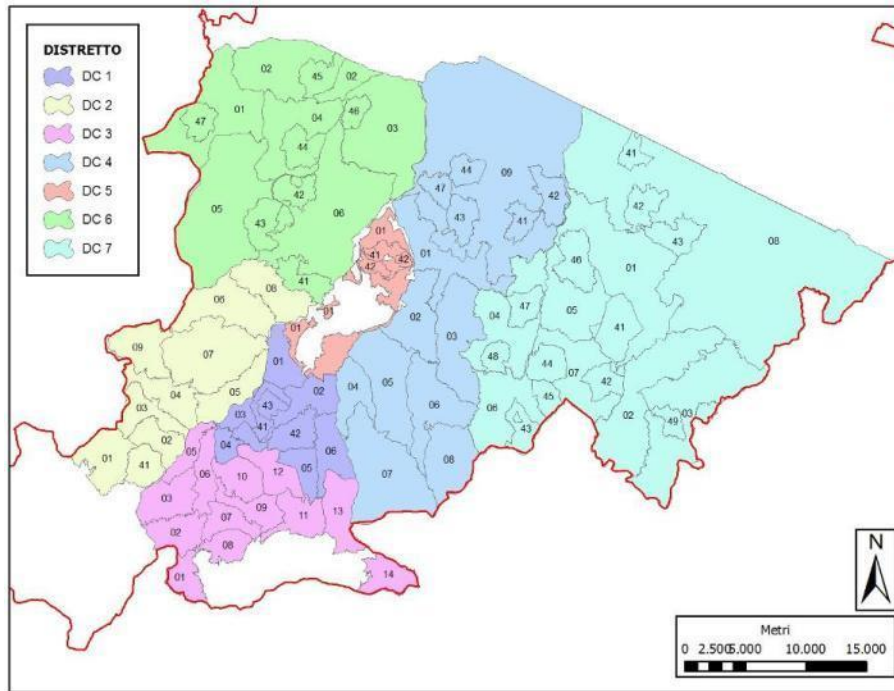 DISTRETTO
DC 1
DC 2
DC 3
DC 4
DC 5
DC 6
DC 7
02 45 02
47 01 04 46 03
44
42
05 43 06
41
09
44
47 42
43 41
01
02 03
04 05
06
07 08
01
41
42 42
01
01
41
42
43 08
46 01
04 47 05 41
48 44 07 42
45
06 43 02 49 03
08
06
07
09
04
05
03
02
01 41
01
02
03 43
41 42
04 05 06
05
06 10 12
03
07 09 11 13
02 08
01 14
N
Metri
0 2.500 5.000 10.000 15.000